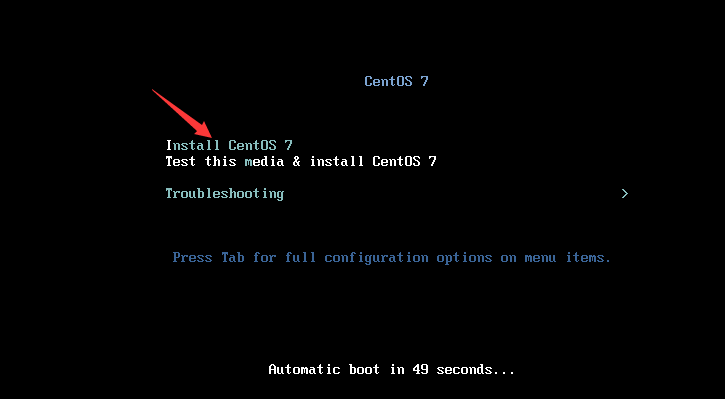 CentOS 7
Install CentOS 7
Test this media & install CentOS 7
Troubleshooting >
Press Tab for full configuration options on menu items.
Automatic boot in 49 seconds...